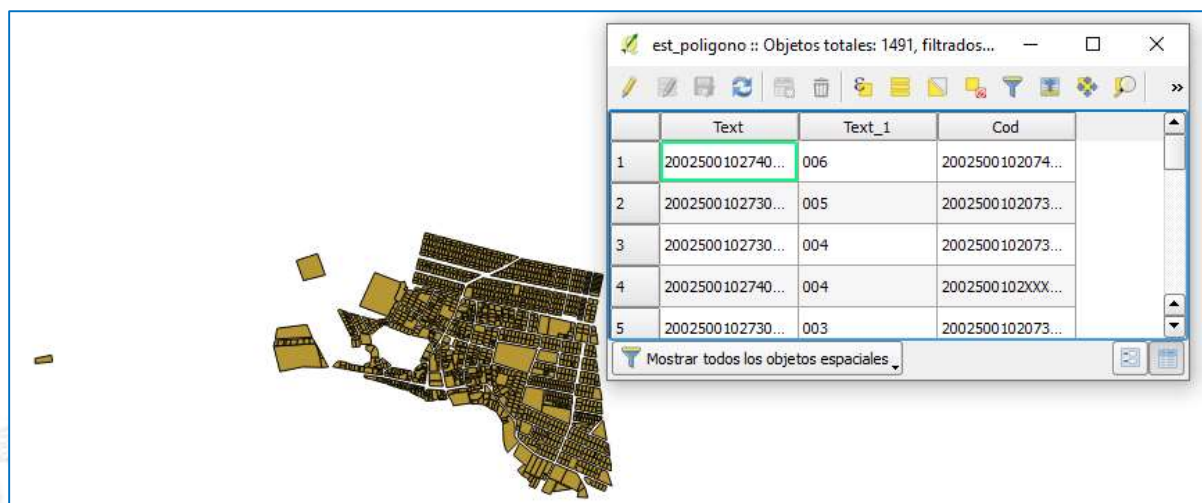 est_poligono :: Objetos totales: 1491, filtrados...
»
Text Text_1 Cod
1 2002500102740... 006 2002500102074...
2 2002500102730... 005 2002500102073...
3 2002500102730... 004 2002500102073...
4 2002500102740... 004 2002500102XXX...
5 2002500102730... 003 2002500102073...
Mostrar todos los objetos espaciales